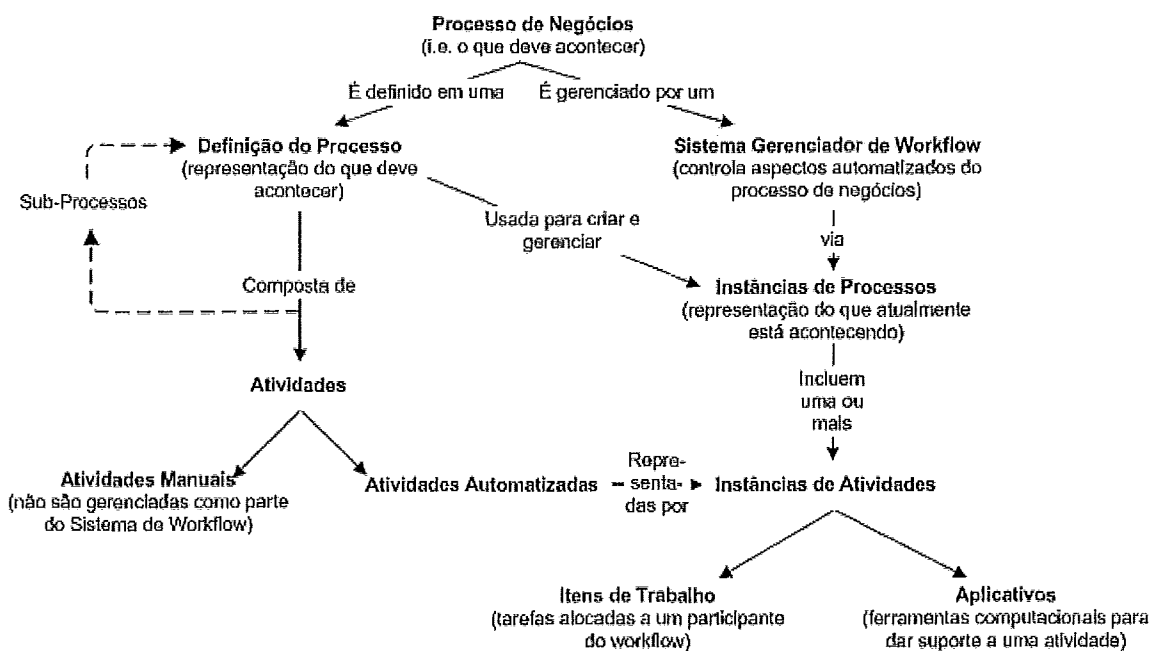 Processo de Negócios
(i.e. o que deve acontecer)
É definido em uma
É gerenciado por um
Definição do Processo
(representação do que deve
acontecer)
Sistema Gerenciador de Workflow
(controla aspectos automatizados do
processo de negócios)
Sub-Processos
Usada para criar e
gerenciar
via
Composta de
Instâncias de Processos
(representação do que atualmente
está acontecendo)
Atividades
Incluem
uma ou
mais
Atividades Manuais
(não são gerenciadas como parte
do Sistema de Workflow)
Atividades Automatizadas
Repre-
senta-
das por
Instâncias de Atividades
Itens de Trabalho
(tarefas alocadas a um participante
do workflow)
Aplicativos
(ferramentas computacionais para
dar suporte a uma atividade)